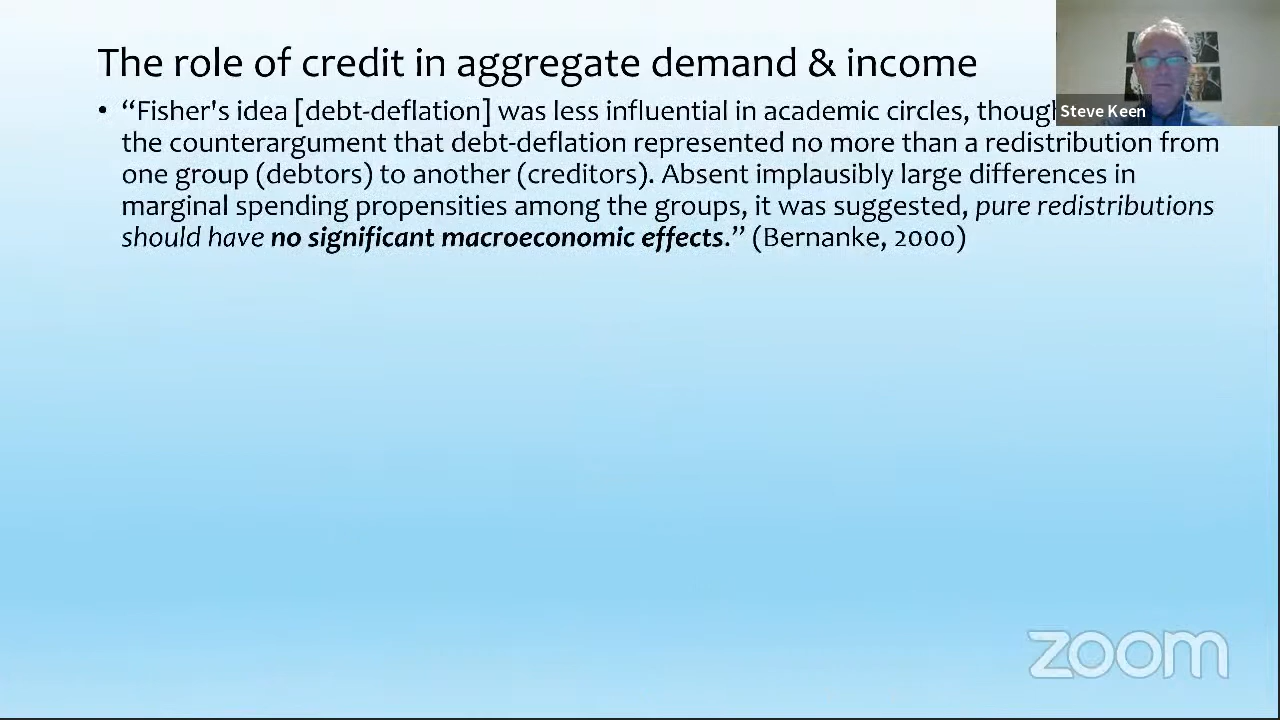 The role of credit in aggregate demand & income
• “Fisher's idea [debt-deflation] was less influential in academic circles, though
the counterargument that debt-deflation represented no more than a redistribution from
one group (debtors) to another (creditors). Absent implausibly large differences in
marginal spending propensities among the groups, it was suggested, pure redistributions
should have no significant macroeconomic effects.” (Bernanke, 2000)
Steve Keen
zoom